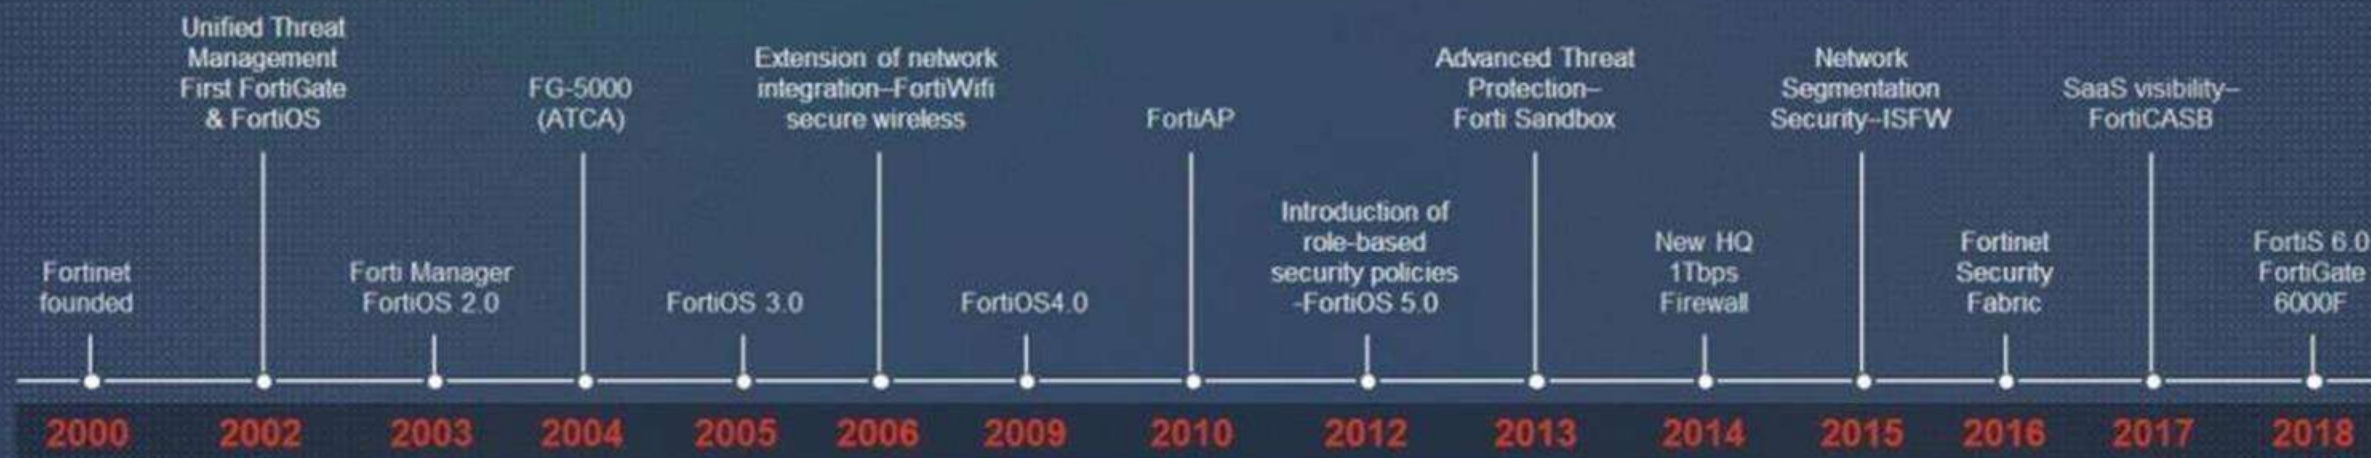 Fortinet
founded
2000
Unified Threat
Management
First FortiGate
& FortiOS
2002
Forti Manager
FortiOS 2.0
2003
FG-5000
(ATCA)
2004
FortiOS 3.0
2005
Extension of network
integration–FortiWifi
secure wireless
2006
FortiOS4.0
2009
FortiAP
2010
Introduction of
role-based
security policies
-FortiOS 5.0
2012
Advanced Threat
Protection–
Forti Sandbox
2013
New HQ
1Tbps
Firewall
2014
Network
Segmentation
Security–ISFW
2015
Fortinet
Security
Fabric
2016
SaaS visibility–
FortiCASB
2017
FortiS 6.0
FortiGate
6000F
2018